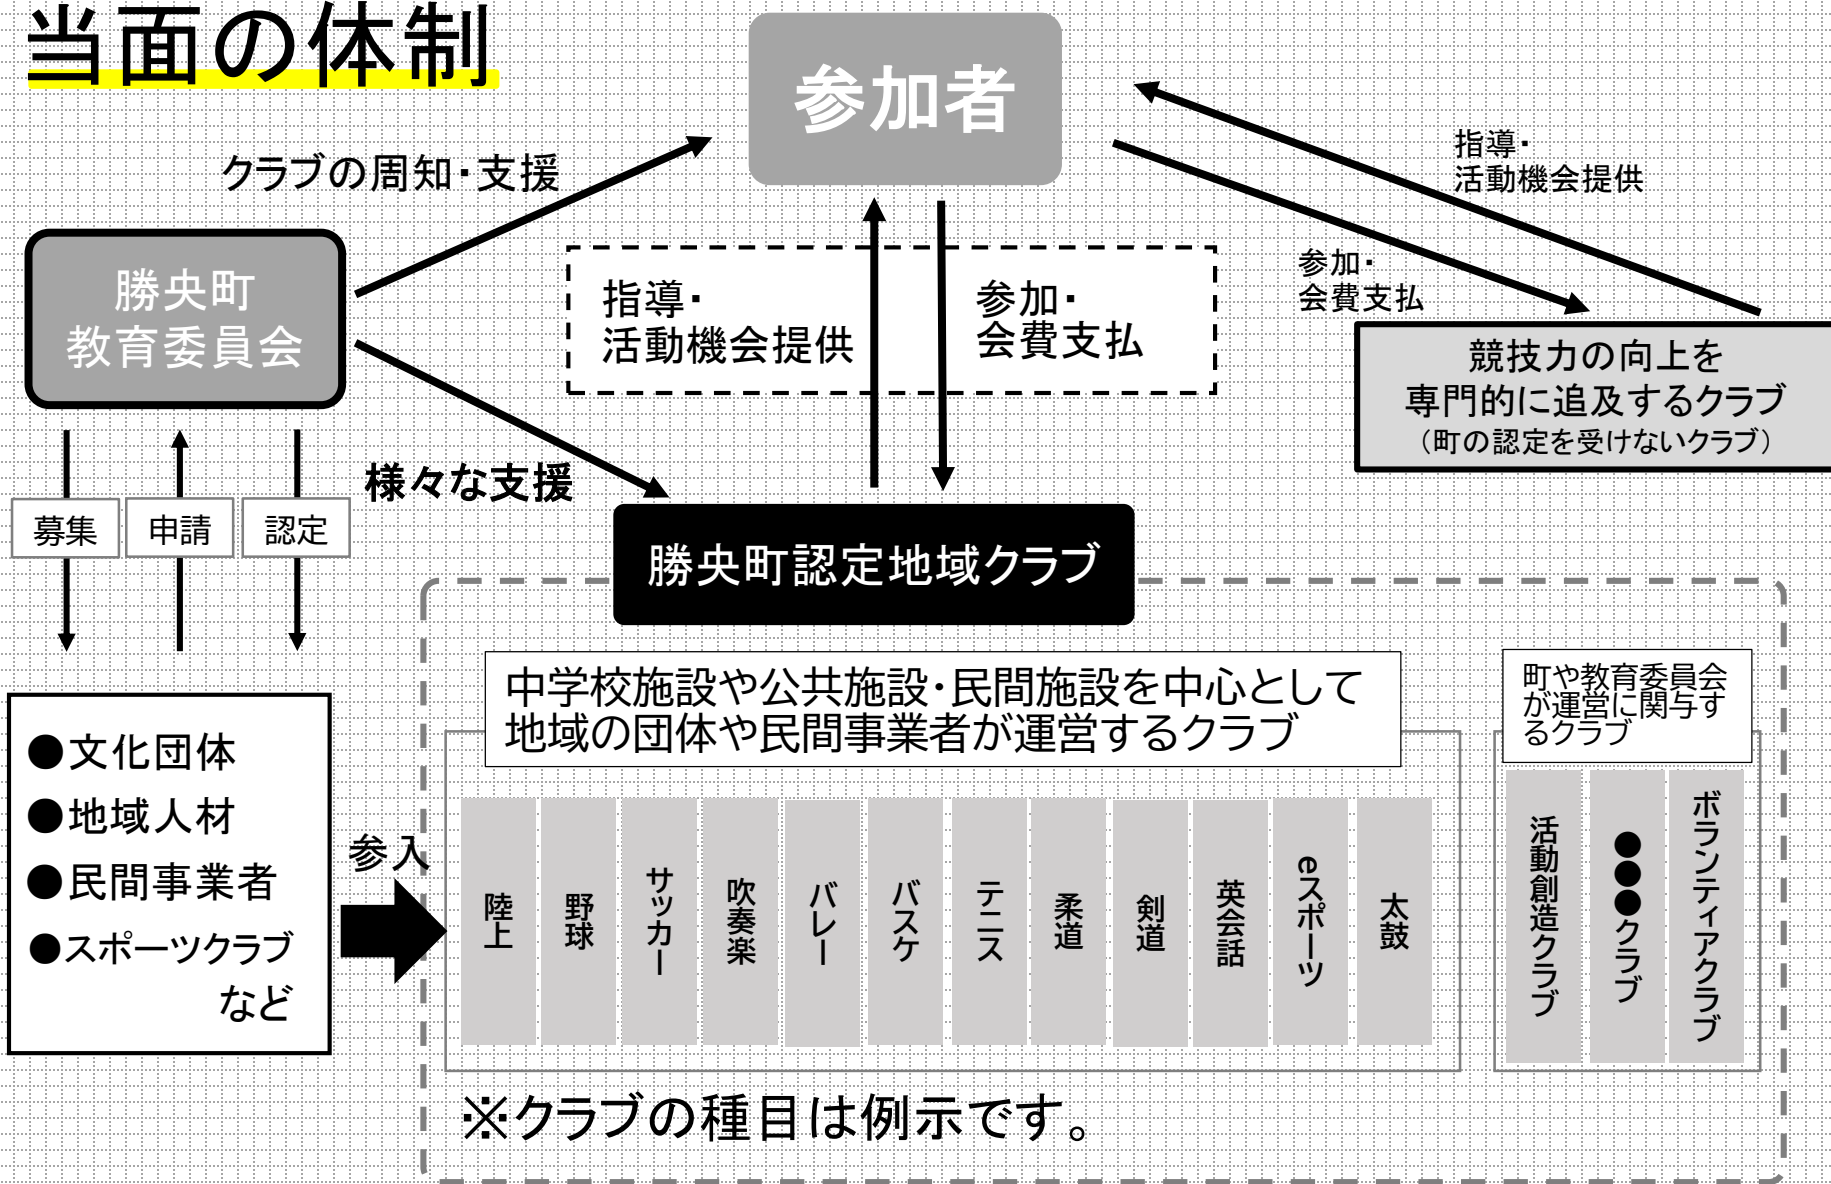 当面の体制
参加者
クラブの周知・支援
指導・
活動機会提供
勝央町
教育委員会
指導・
活動機会提供
参加・
会費支払
参加・
会費支払
競技力の向上を
専門的に追及するクラブ
（町の認定を受けないクラブ）
様々な支援
募集
申請
認定
勝央町認定地域クラブ
中学校施設や公共施設・民間施設を中心として
地域の団体や民間事業者が運営するクラブ
町や教育委員会
が運営に関与す
るクラブ
●文化団体
●地域人材
●民間事業者
●スポーツクラブ
など
参入
陸上
野球
サッカー
吹奏楽
バレー
バスケ
テニス
柔道
剣道
英会話
eスポーツ
太鼓
活動創造クラブ
●●●クラブ
ボランティアクラブ
※クラブの種目は例示です。